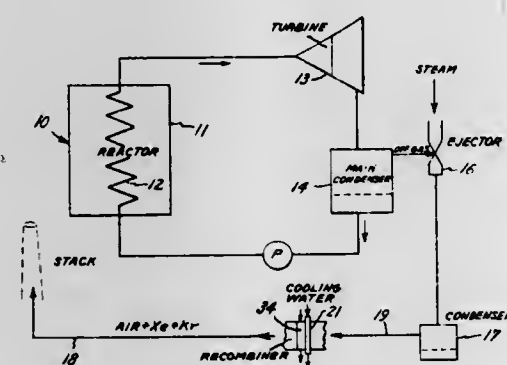 TURBINE
13
STEAM
10
11
REACTOR
12
OFF GAS
EJECTOR
16
MAIN
CONDENSER
14
P
STACK
COOLING
WATER
34
21
CONDENSER
17
19
AIR+Xe+Kr
RECOMBINER
18